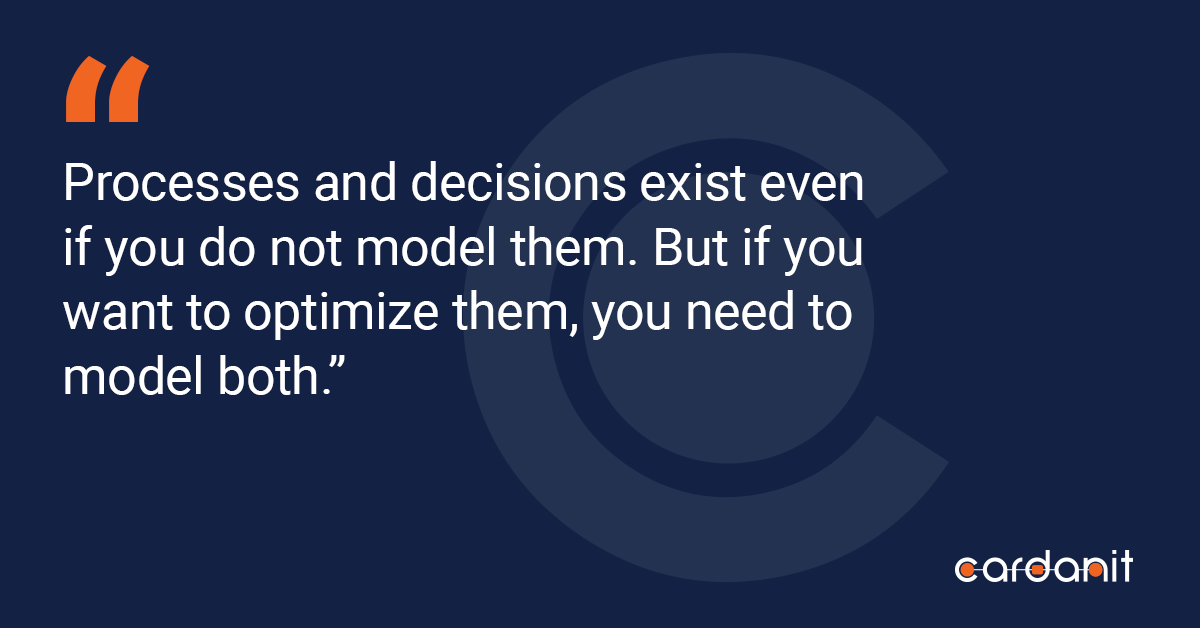 “
Processes and decisions exist even
if you do not model them. But if you
want to optimize them, you need to
model both.”
cardanit